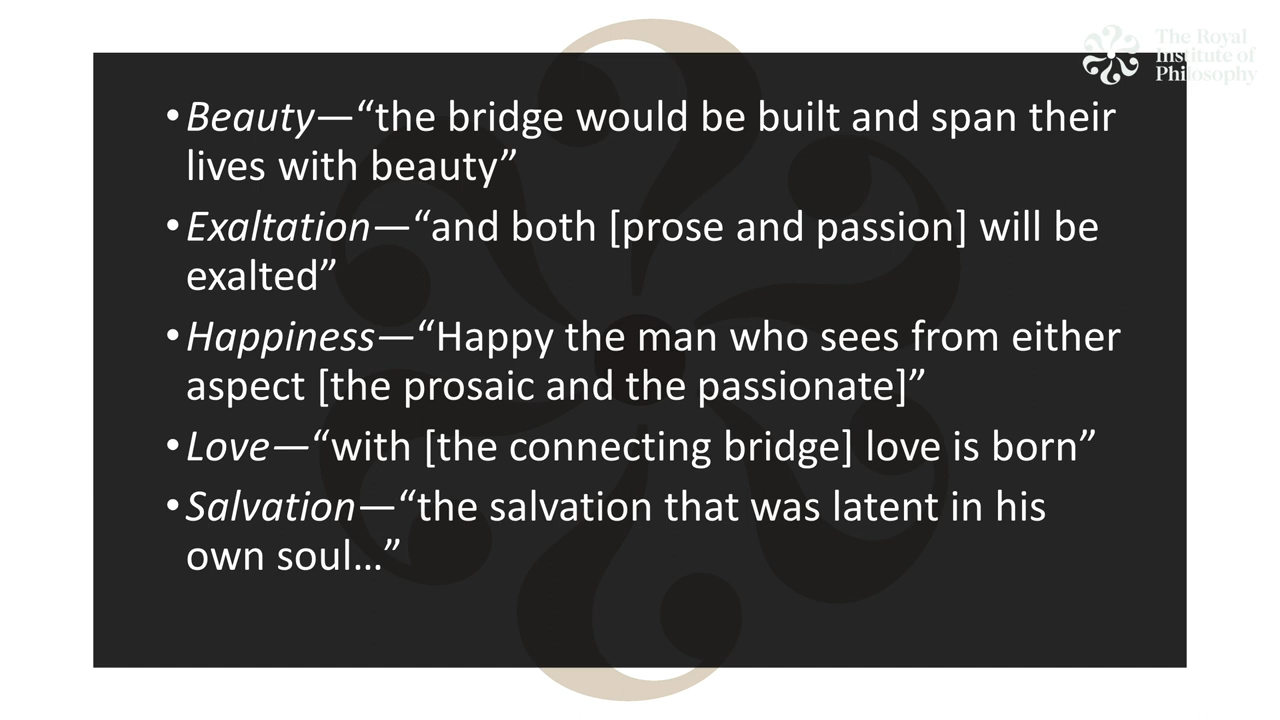 The Royal
Institute of
Philosophy
•Beauty—“the bridge would be built and span their
lives with beauty”
•Exaltation—“and both [prose and passion] will be
exalted”
•Happiness—“Happy the man who sees from either
aspect [the prosaic and the passionate]”
•Love—“with [the connecting bridge] love is born”
•Salvation—“the salvation that was latent in his
own soul…”